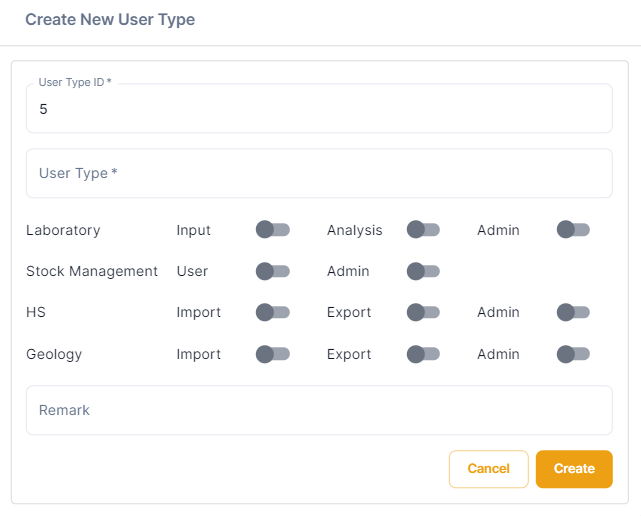 Create New User Type
User Type ID *
5
User Type *
Laboratory Input Analysis Admin
Stock Management User Admin
HS Import Export Admin
Geology Import Export Admin
Remark
Cancel Create